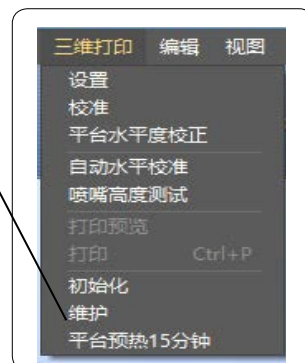 三维打印 编辑 视图
设置
校准
平台水平度校正
自动水平校准
喷嘴高度测试
打印预览
打印 Ctrl+P
初始化
维护
平台预热15分钟